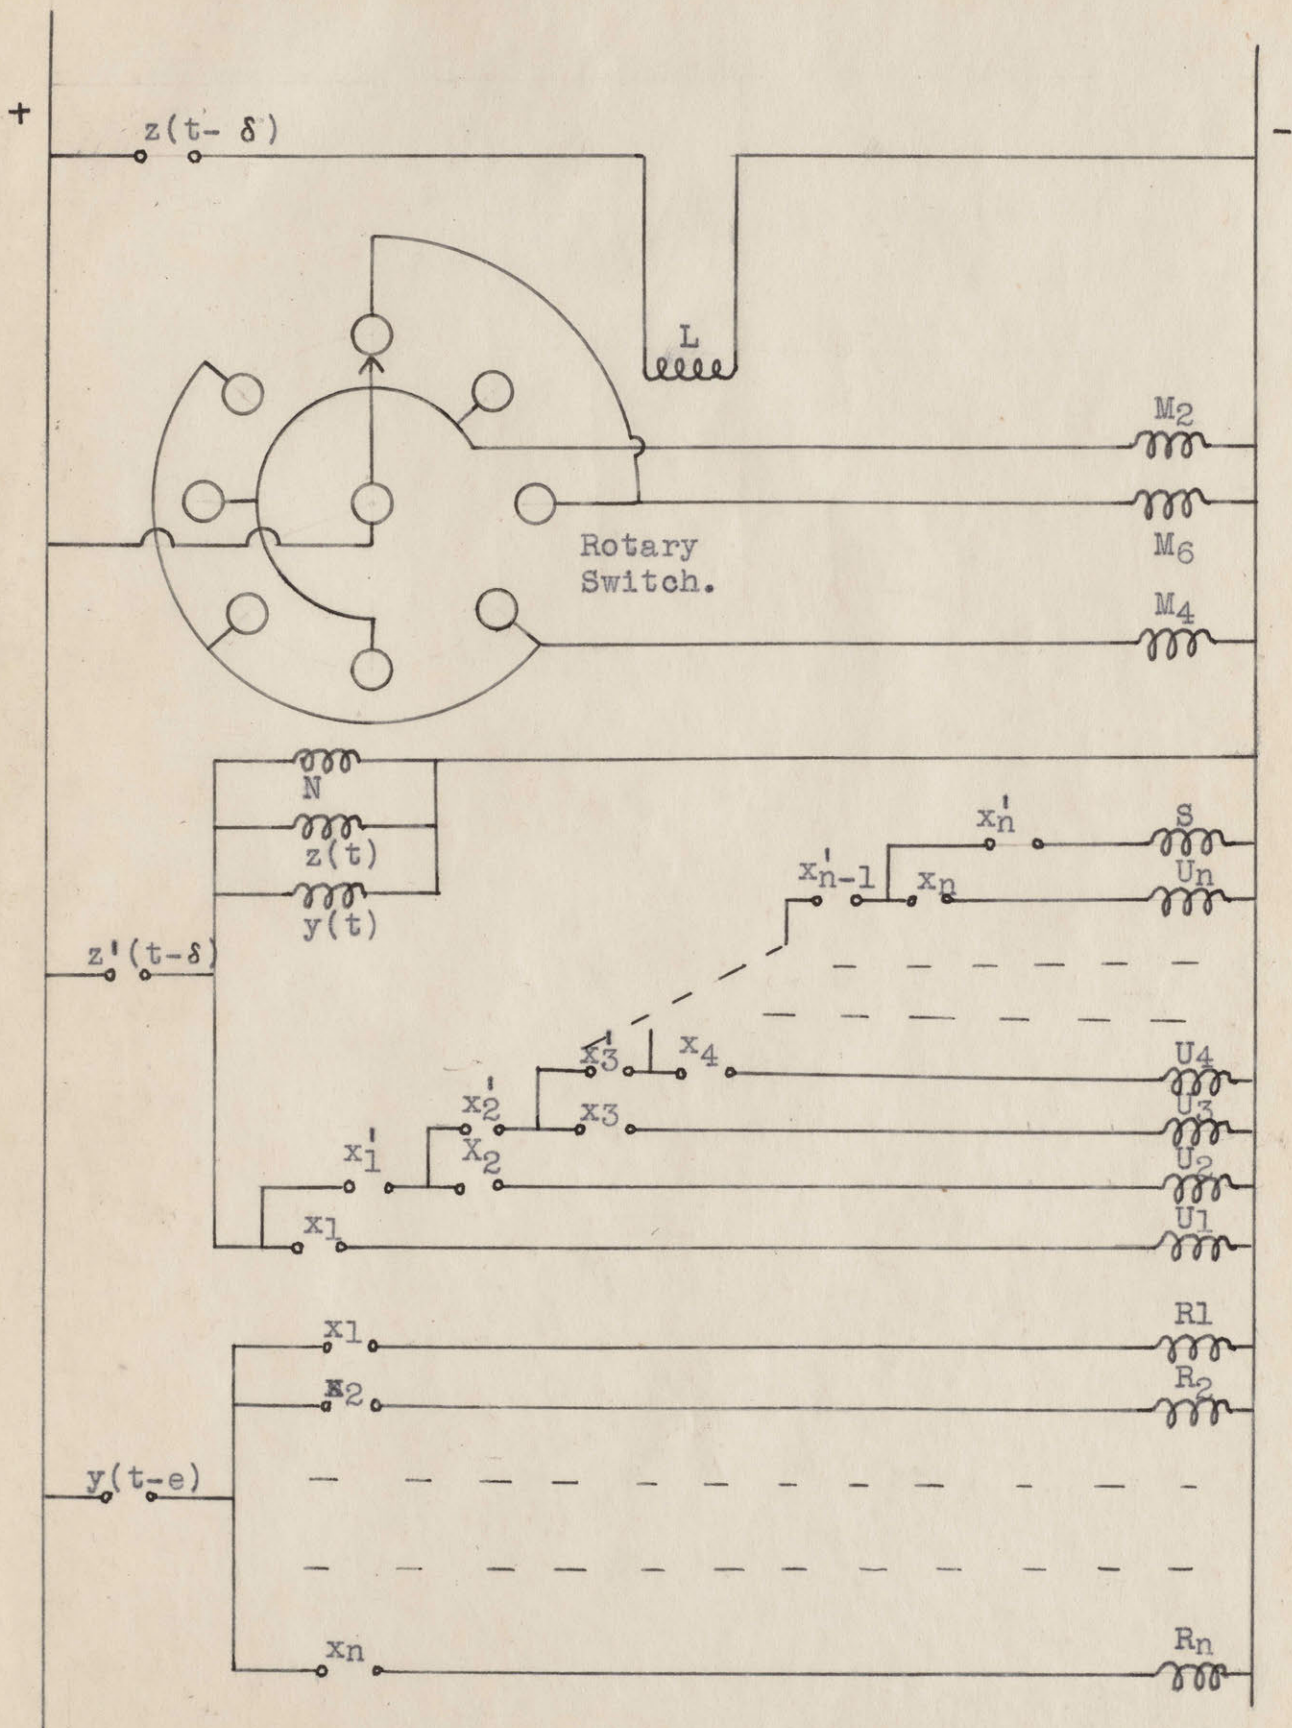 +
-
z(t- δ)
L
M2
Rotary
Switch.
M6
M4
N
z(t)
y(t)
z'(t-δ)
x'n
S
x'n-1
xn
Un
x'3
x4
U4
x'2
x3
U3
x'1
X2
U2
x1
U1
x1
R1
x2
R2
y(t-e)
xn
Rn